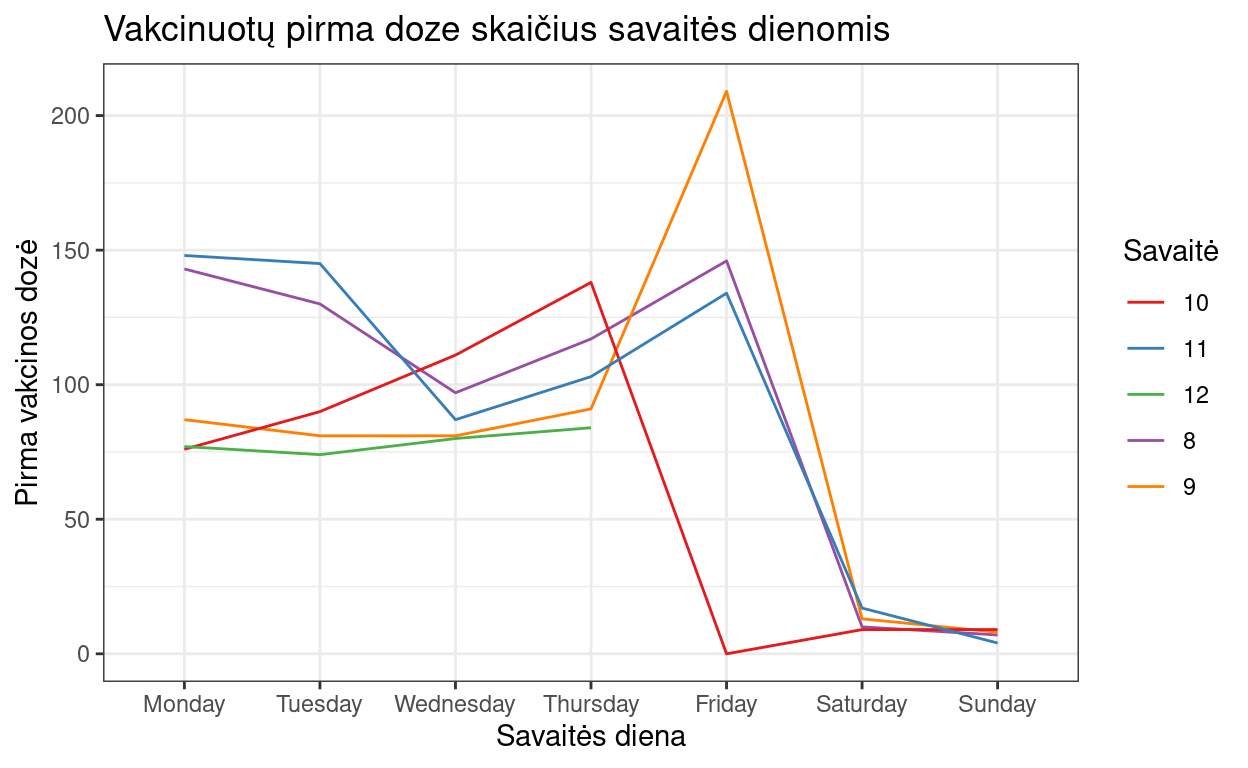 Vakcinuotų pirma doze skaičius savaitės dienomis
Pirma vakcinos dozė
200
150
100
50
0
Monday Tuesday Wednesday Thursday Friday Saturday Sunday
Savaitės diena
Savaitė
10
11
12
8
9